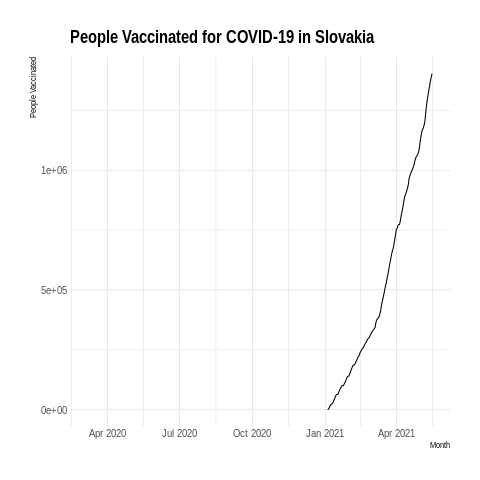 People Vaccinated for COVID-19 in Slovakia
People Vaccinated
1e+06
5e+05
0e+00
Apr 2020 Jul 2020 Oct 2020 Jan 2021 Apr 2021
Month